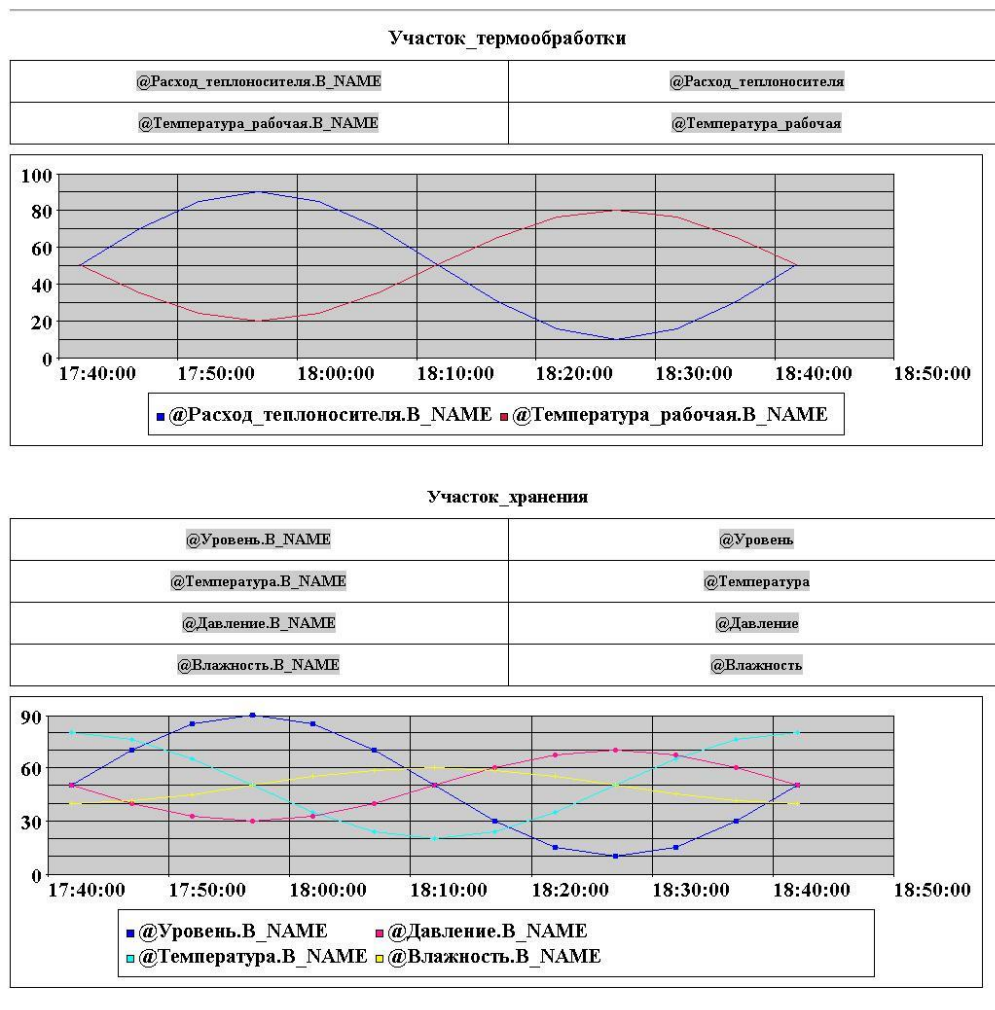 Участок_термообработки
@Расход_теплоносителя.B_NAME @Расход_теплоносителя
@Температура_рабочая.B_NAME @Температура_рабочая
100
80
60
40
20
0
17:40:00 17:50:00 18:00:00 18:10:00 18:20:00 18:30:00 18:40:00 18:50:00
@Расход_теплоносителя.B_NAME @Температура_рабочая.B_NAME
Участок_хранения
@Уровень.B_NAME @Уровень
@Температура.B_NAME @Температура
@Давление.B_NAME @Давление
@Влажность.B_NAME @Влажность
90
60
30
0
17:40:00 17:50:00 18:00:00 18:10:00 18:20:00 18:30:00 18:40:00 18:50:00
@Уровень.B_NAME @Давление.B_NAME
@Температура.B_NAME @Влажность.B_NAME